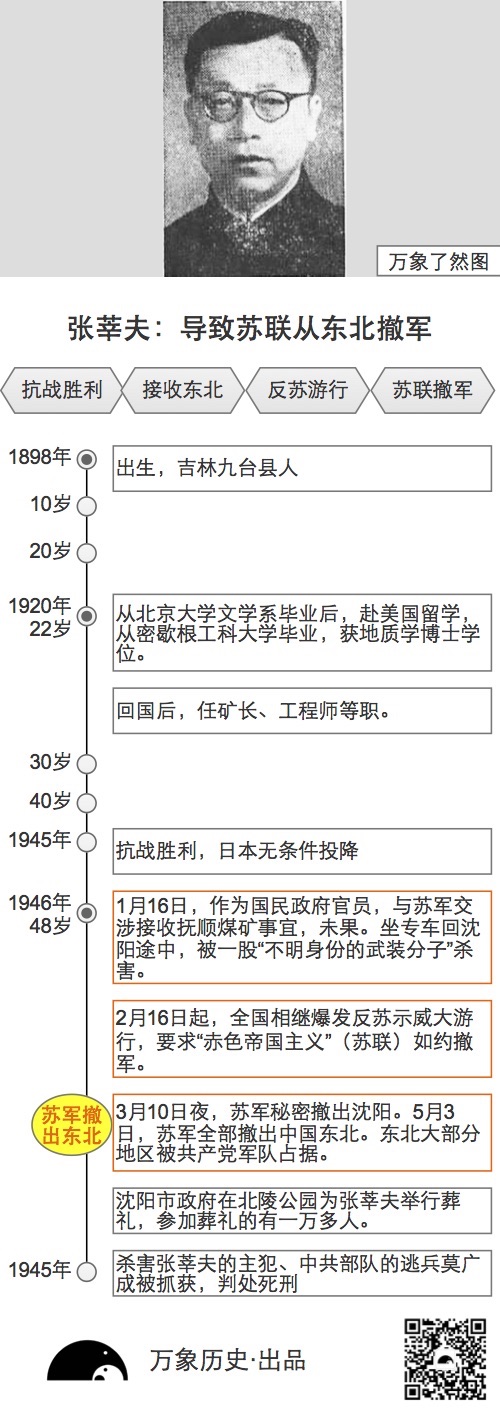 万象了然图
张莘夫：导致苏联从东北撤军
抗战胜利
接收东北
反苏游行
苏联撤军
1898年
出生，吉林九台县人
10岁
20岁
1920年
22岁
从北京大学文学系毕业后，赴美国留学，
从密歇根工科大学毕业，获地质学博士学
位。
回国后，任矿长、工程师等职。
30岁
40岁
1945年
抗战胜利，日本无条件投降
1946年
48岁
1月16日，作为国民政府官员，与苏军交
涉接收抚顺煤矿事宜，未果。坐专车回沈
阳途中，被一股“不明身份的武装分子”杀
害。
2月16日起，全国相继爆发反苏示威大游
行，要求“赤色帝国主义”（苏联）如约撤
军。
苏军撤
出东北
3月10日夜，苏军秘密撤出沈阳。5月3
日，苏军全部撤出中国东北。东北大部分
地区被共产党军队占据。
沈阳市政府在北陵公园为张莘夫举行葬
礼，参加葬礼的有一万多人。
1945年
杀害张莘夫的主犯、中共部队的逃兵莫广
成被抓获，判处死刑
万象历史·出品